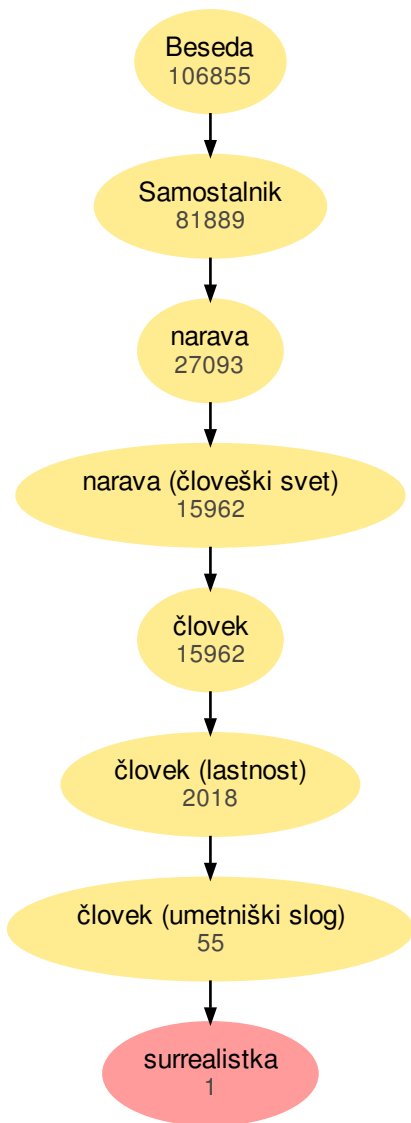 Beseda
106855
Samostalnik
81889
narava
27093
narava (človeški svet)
15962
človek
15962
človek (lastnost)
2018
človek (umetniški slog)
55
surrealistka
1